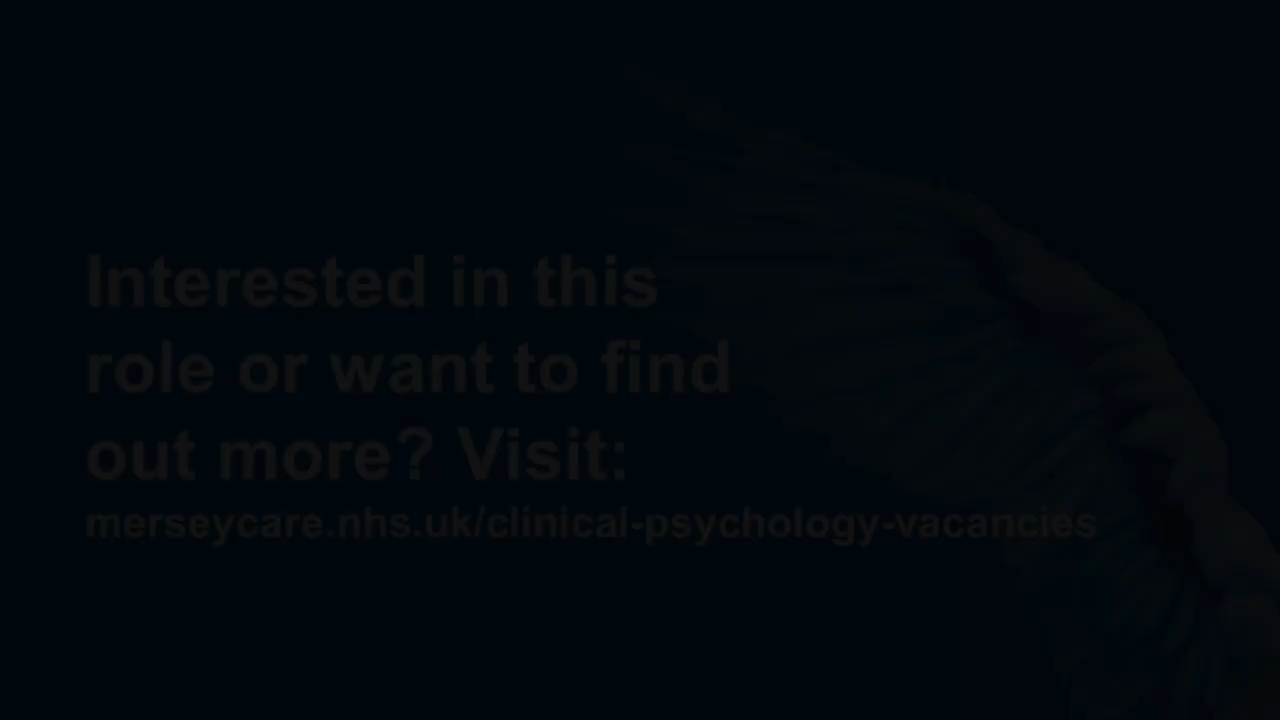 Interested in this
role or want to find
out more? Visit:
merseycare.nhs.uk/clinical-psychology-vacancies